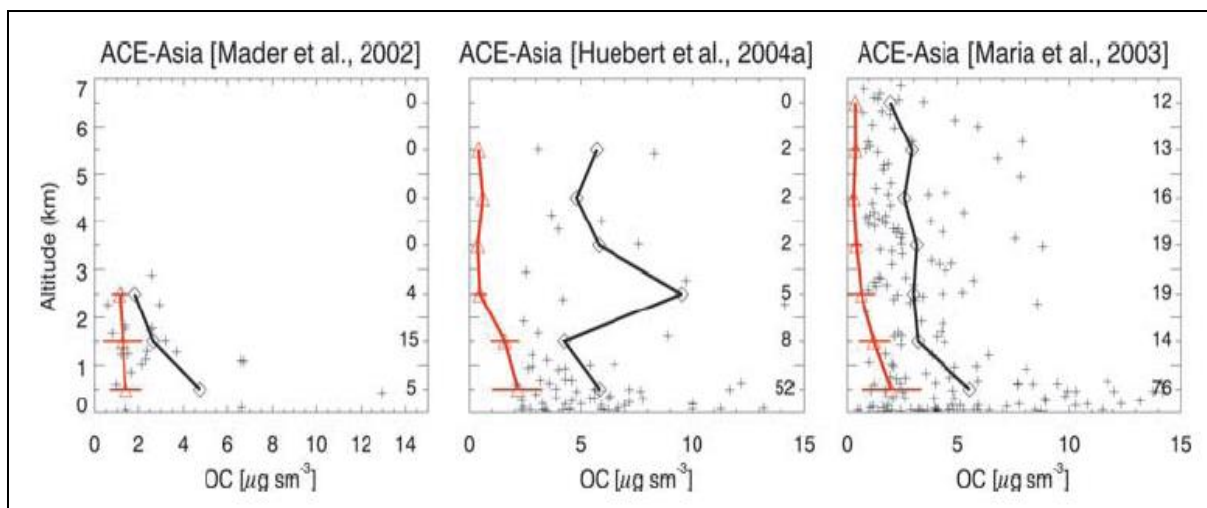 ACE-Asia [Mader et al., 2002]
7
6
5
4
3
2
1
0
Altitude (km)
0
0
0
0
4
15
5
0 2 4 6 8 10 12 14
OC [μg sm⁻³]
ACE-Asia [Huebert et al., 2004a]
0
2
2
2
5
8
52
0 5 10 15
OC [μg sm⁻³]
ACE-Asia [Maria et al., 2003]
12
13
16
19
19
14
76
0 5 10 15
OC [μg sm⁻³]